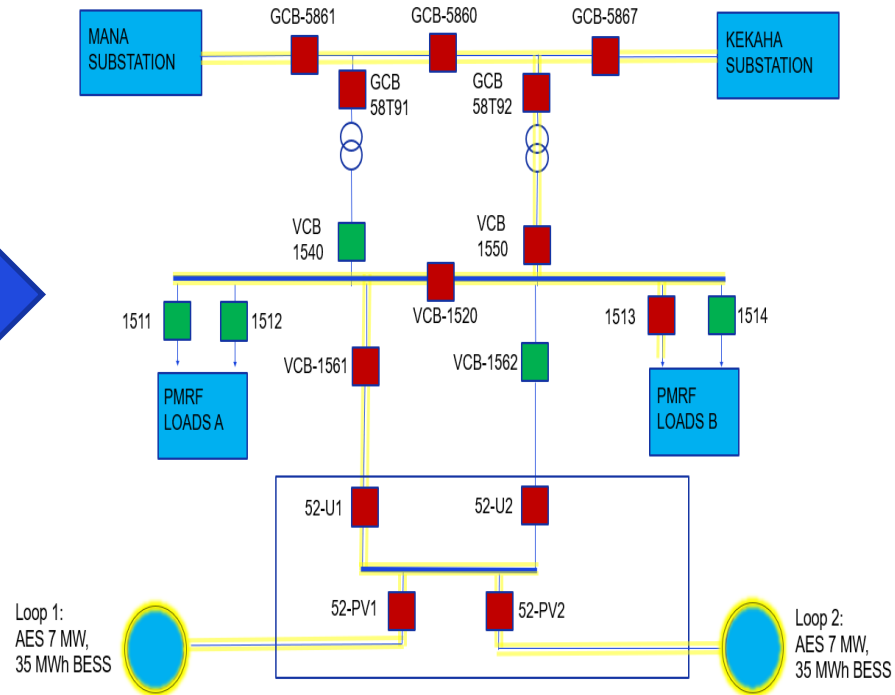 GCB-5861
GCB-5860
GCB-5867
MANA
SUBSTATION
KEKAHA
SUBSTATION
GCB
58T91
GCB
58T92
VCB
1540
VCB
1550
1511
1512
VCB-1520
1513
1514
VCB-1561
VCB-1562
PMRF
LOADS A
PMRF
LOADS B
52-U1
52-U2
52-PV1
52-PV2
Loop 1:
AES 7 MW,
35 MWh BESS
Loop 2:
AES 7 MW,
35 MWh BESS